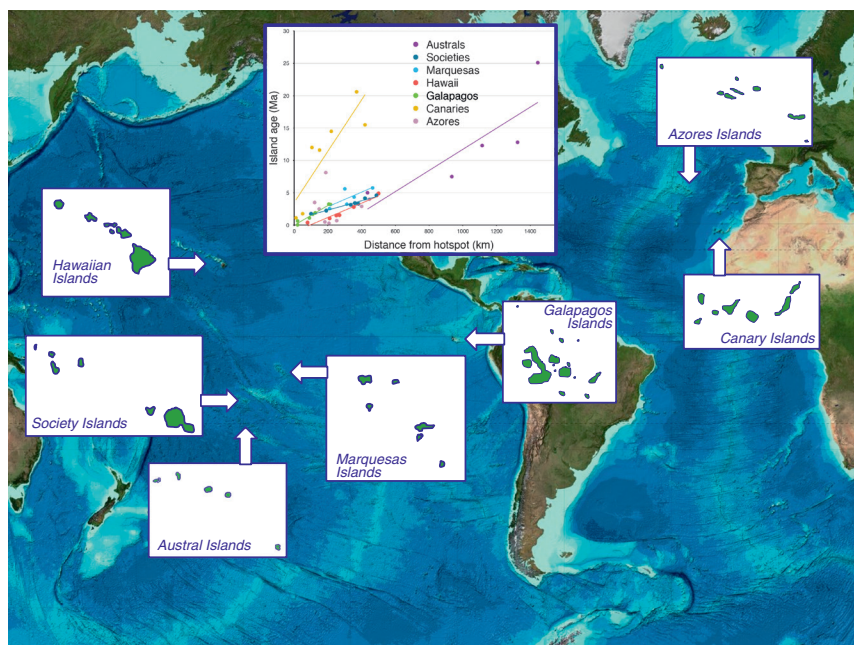 30
25
20
15
10
5
0
Island age (Ma)
Australs
Societies
Marquesas
Hawaii
Galapagos
Canaries
Azores
0 200 400 600 800 1000 1200 1400 1600
Distance from hotspot (km)
Azores Islands
Hawaiian
Islands
Canary Islands
Galapagos
Islands
Society Islands
Marquesas
Islands
Austral Islands